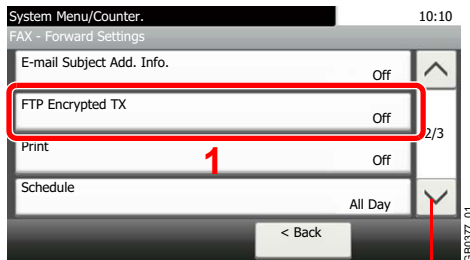 System Menu/Counter.
10:10
FAX - Forward Settings
E-mail Subject Add. Info.
Off
FTP Encrypted TX
Off
2/3
Print
1
Off
Schedule
All Day
< Back
GB0377_01